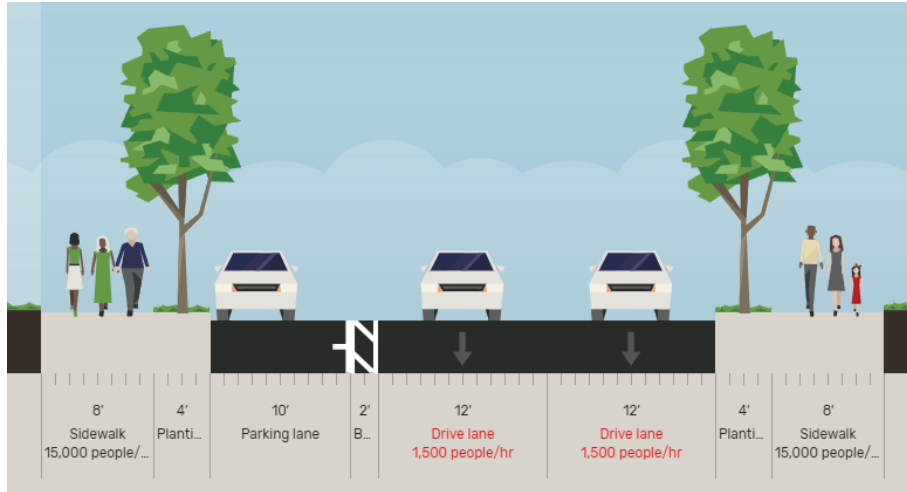 8'
Sidewalk
15,000 people/...
4'
Planti...
10'
Parking lane
2'
B...
12'
Drive lane
1,500 people/hr
12'
Drive lane
1,500 people/hr
4'
Planti...
8'
Sidewalk
15,000 people/...